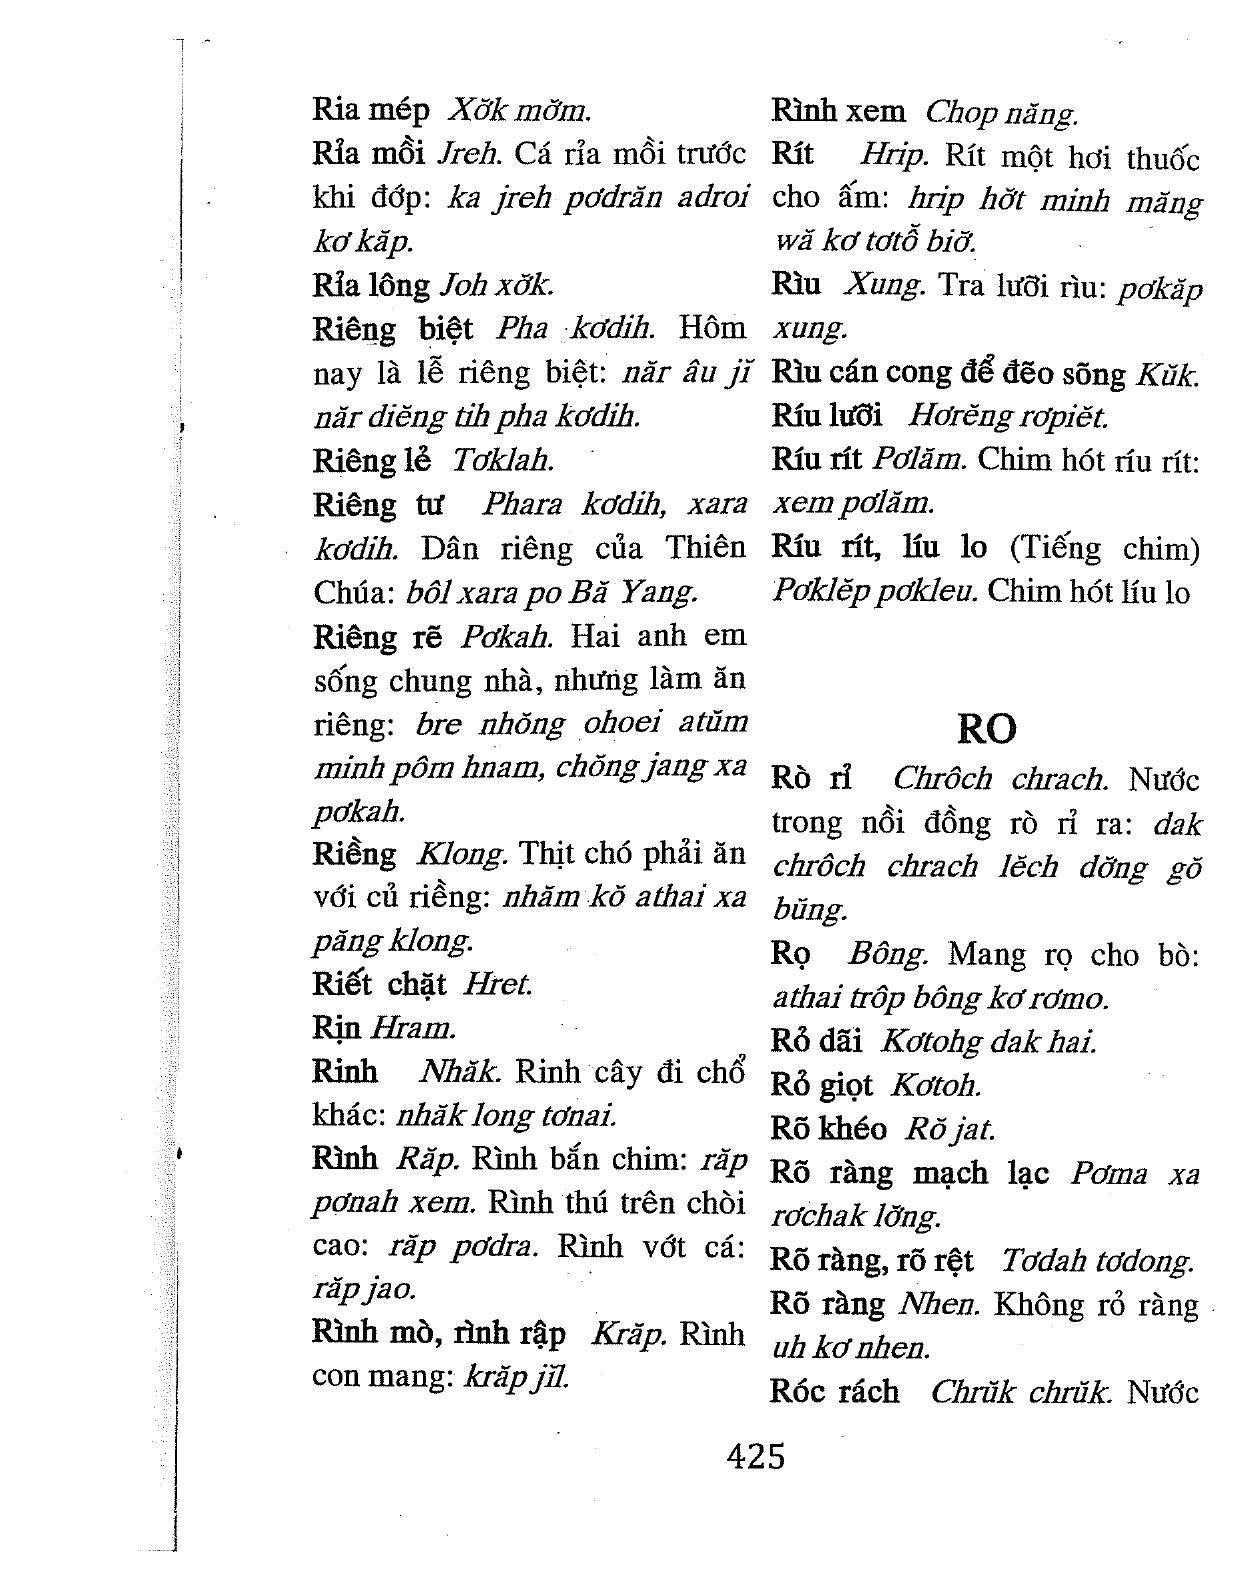 Ria mép Xơ̆k mơ̆m.
Rỉa mồi Jreh. Cá rỉa mồi trước
khi đớp: ka jreh pơdrăn adroi
kơ kăp.
Rỉa lông Joh xơ̆k.
Riêng biệt Pha kơdih. Hôm
nay là lễ riêng biệt: năr âu jĭ
năr diĕng tih pha kơdih.
Riêng lẻ Tơklah.
Riêng tư Phara kơdih, xara
kơdih. Dân riêng của Thiên
Chúa: bôl xara po Bă Yang.
Riêng rẽ Pơkah. Hai anh em
sống chung nhà, nhưng làm ăn
riêng: bre nhŏng ohoei atŭm
minh pôm hnam, chŏng jang xa
pơkah.
Riềng Klong. Thịt chó phải ăn
với củ riềng: nhăm kŏ athai xa
păng klong.
Riết chặt Hret.
Rịn Hram.
Rinh Nhăk. Rinh cây đi chổ
khác: nhăk long tơnai.
Rình Răp. Rình bắn chim: răp
pơnah xem. Rình thú trên chòi
cao: răp pơdra. Rình vớt cá:
răp jao.
Rình mò, rình rập Krăp. Rình
con mang: krăp jĭl.
Rình xem Chop năng.
Rít Hrip. Rít một hơi thuốc
cho ấm: hrip hơ̆t minh măng
wă kơ tơtỗ biơ̆.
Rìu Xung. Tra lưỡi rìu: pơkăp
xung.
Rìu cán cong để đẽo sõng Kŭk.
Ríu lưỡi Hơrĕng rơpiĕt.
Ríu rít Pơlăm. Chim hót ríu rít:
xem pơlăm.
Ríu rít, líu lo (Tiếng chim)
Pơklĕp pơkleu. Chim hót líu lo
RO
Rò rỉ Chrôch chrach. Nước
trong nồi đồng rò rỉ ra: dak
chrôch chrach lĕch dơ̆ng gŏ
bŭng.
Rọ Bông. Mang rọ cho bò:
athai trôp bông kơ rơmo.
Rỏ dãi Kơtohg dak hai.
Rỏ giọt Kơtoh.
Rõ khéo Rŏ jat.
Rõ ràng mạch lạc Pơma xa
rơchak lơ̆ng.
Rõ ràng, rõ rệt Tơdah tơdong.
Rõ ràng Nhen. Không rỏ ràng
uh kơ nhen.
Róc rách Chrŭk chrŭk. Nước
425